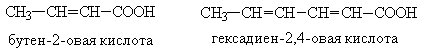 CH₃—CH=CH—COOH CH₃—CH=CH—CH=CH—COOH
бутен-2-овая кислота гексадиен-2,4-овая кислота